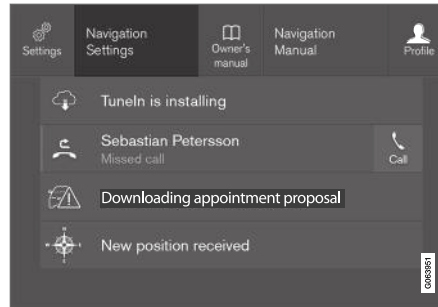 Settings
Navigation
Settings
Owner's
manual
Navigation
Manual
Profile
TuneIn is installing
Sebastian Petersson
Missed call
Call
Downloading appointment proposal
New position received
G063951